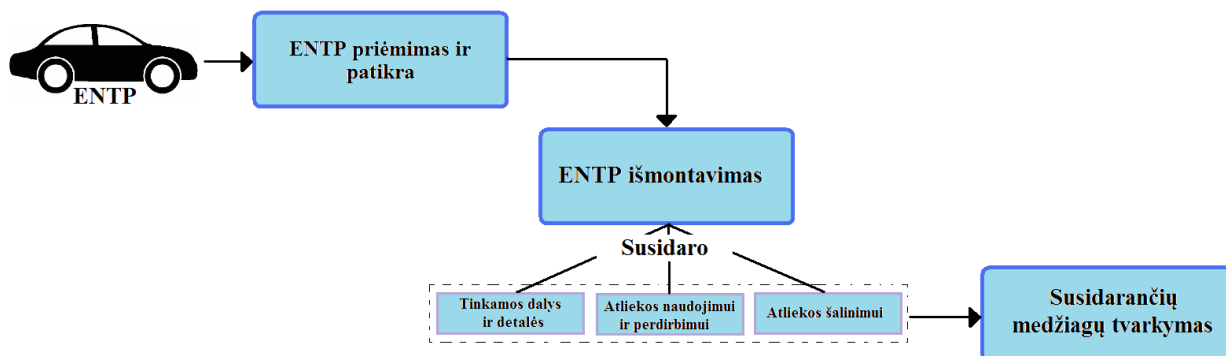 ENTP
ENTP priėmimas ir
patikra
ENTP išmontavimas
Susidaro
Tinkamos dalys
ir detalės
Atliekos naudojimui
ir perdirbimui
Atliekos šalinimui
Susidarančių
medžiagų tvarkymas